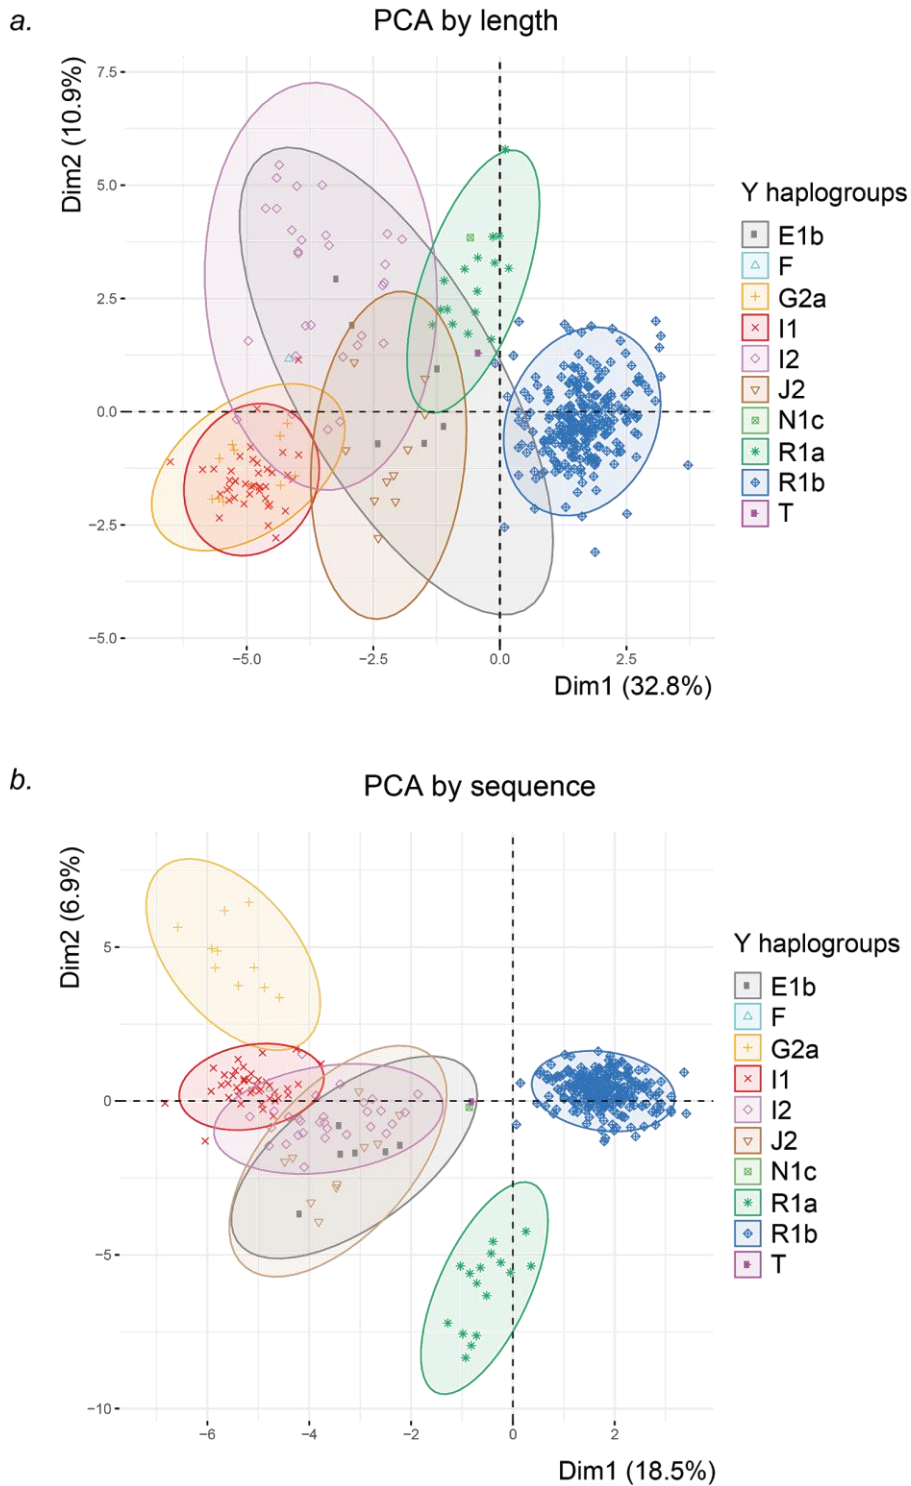 a.
PCA by length
Dim2 (10.9%)
7.5
5.0
2.5
0.0
−2.5
−5.0
−5.0
−2.5
0.0
2.5
Dim1 (32.8%)
Y haplogroups
E1b
F
G2a
I1
I2
J2
N1c
R1a
R1b
T
b.
PCA by sequence
Dim2 (6.9%)
5
0
−5
−10
−6
−4
−2
0
2
Dim1 (18.5%)
Y haplogroups
E1b
F
G2a
I1
I2
J2
N1c
R1a
R1b
T